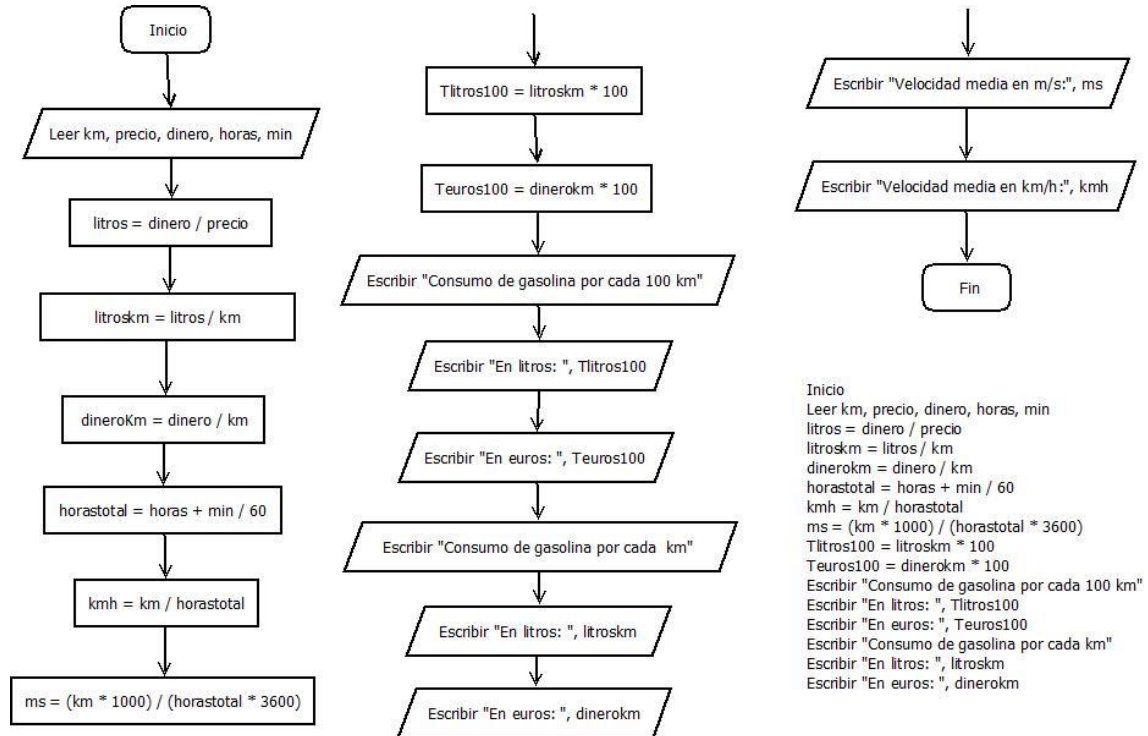 Inicio
Leer km, precio, dinero, horas, min
litros = dinero / precio
litroskm = litros / km
dineroKm = dinero / km
horastotal = horas + min / 60
kmh = km / horastotal
ms = (km * 1000) / (horastotal * 3600)
Tlitros100 = litroskm * 100
Teuros100 = dinerokm * 100
Escribir "Consumo de gasolina por cada 100 km"
Escribir "En litros: ", Tlitros100
Escribir "En euros: ", Teuros100
Escribir "Consumo de gasolina por cada  km"
Escribir "En litros: ", litroskm
Escribir "En euros: ", dinerokm
Escribir "Velocidad media en m/s:", ms
Escribir "Velocidad media en km/h:", kmh
Fin
Inicio
Leer km, precio, dinero, horas, min
litros = dinero / precio
litroskm = litros / km
dinerokm = dinero / km
horastotal = horas + min / 60
kmh = km / horastotal
ms = (km * 1000) / (horastotal * 3600)
Tlitros100 = litroskm * 100
Teuros100 = dinerokm * 100
Escribir "Consumo de gasolina por cada 100 km"
Escribir "En litros: ", Tlitros100
Escribir "En euros: ", Teuros100
Escribir "Consumo de gasolina por cada km"
Escribir "En litros: ", litroskm
Escribir "En euros: ", dinerokm